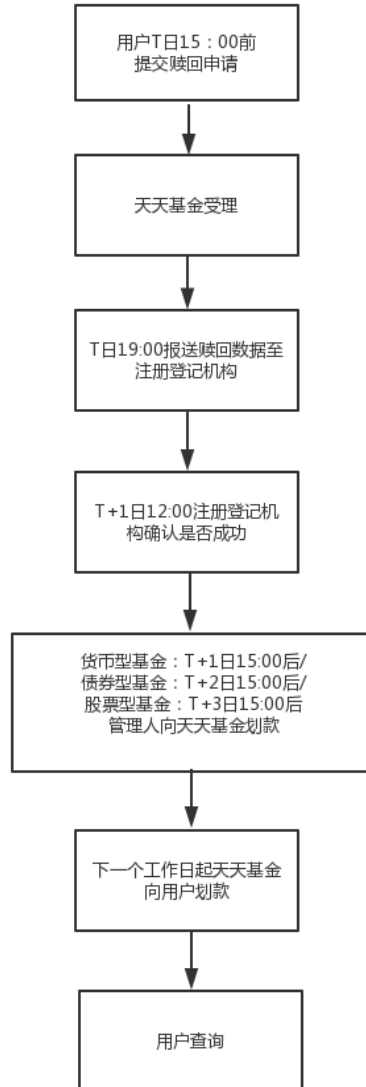 用户T日15：00前
提交赎回申请
天天基金受理
T日19:00报送赎回数据至
注册登记机构
T+1日12:00注册登记机
构确认是否成功
货币型基金：T+1日15:00后/
债券型基金：T+2日15:00后/
股票型基金：T+3日15:00后
管理人向天天基金划款
下一个工作日起天天基金
向用户划款
用户查询